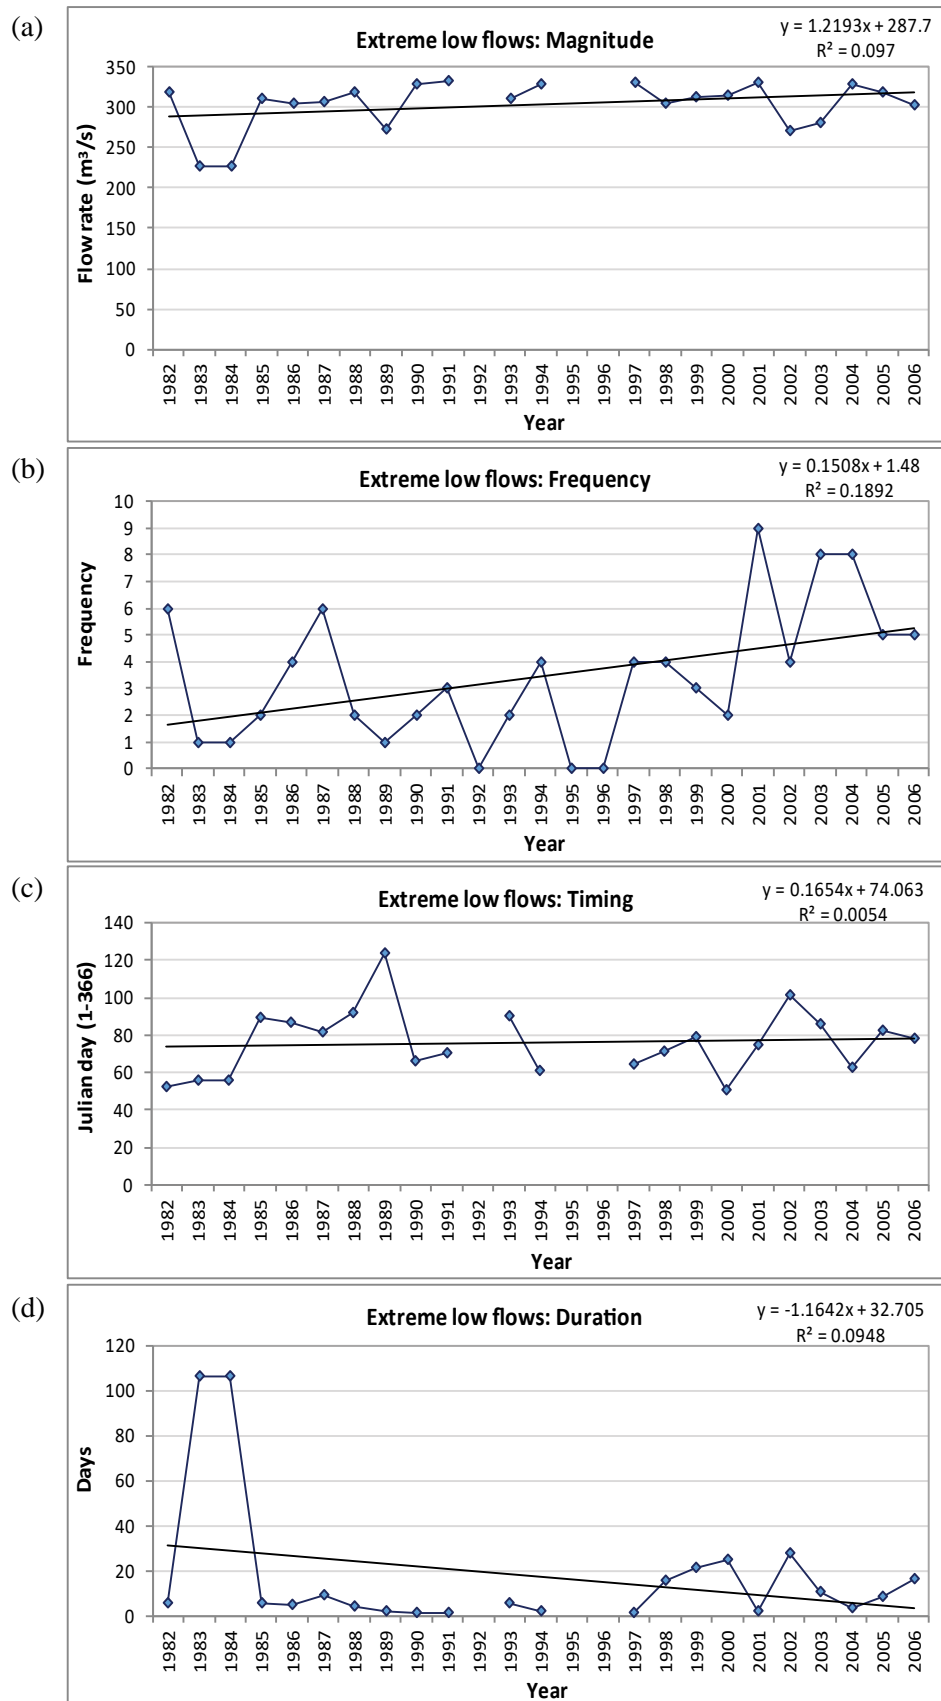 (a)
Extreme low flows: Magnitude
y = 1.2193x + 287.7
R² = 0.097
Flow rate (m³/s)
350
300
250
200
150
100
50
0
1982 1983 1984 1985 1986 1987 1988 1989 1990 1991 1992 1993 1994 1995 1996 1997 1998 1999 2000 2001 2002 2003 2004 2005 2006
Year
(b)
Extreme low flows: Frequency
y = 0.1508x + 1.48
R² = 0.1892
Frequency
10
9
8
7
6
5
4
3
2
1
0
1982 1983 1984 1985 1986 1987 1988 1989 1990 1991 1992 1993 1994 1995 1996 1997 1998 1999 2000 2001 2002 2003 2004 2005 2006
Year
(c)
Extreme low flows: Timing
y = 0.1654x + 74.063
R² = 0.0054
Julian day (1-366)
140
120
100
80
60
40
20
0
1982 1983 1984 1985 1986 1987 1988 1989 1990 1991 1992 1993 1994 1995 1996 1997 1998 1999 2000 2001 2002 2003 2004 2005 2006
Year
(d)
Extreme low flows: Duration
y = -1.1642x + 32.705
R² = 0.0948
Days
120
100
80
60
40
20
0
1982 1983 1984 1985 1986 1987 1988 1989 1990 1991 1992 1993 1994 1995 1996 1997 1998 1999 2000 2001 2002 2003 2004 2005 2006
Year